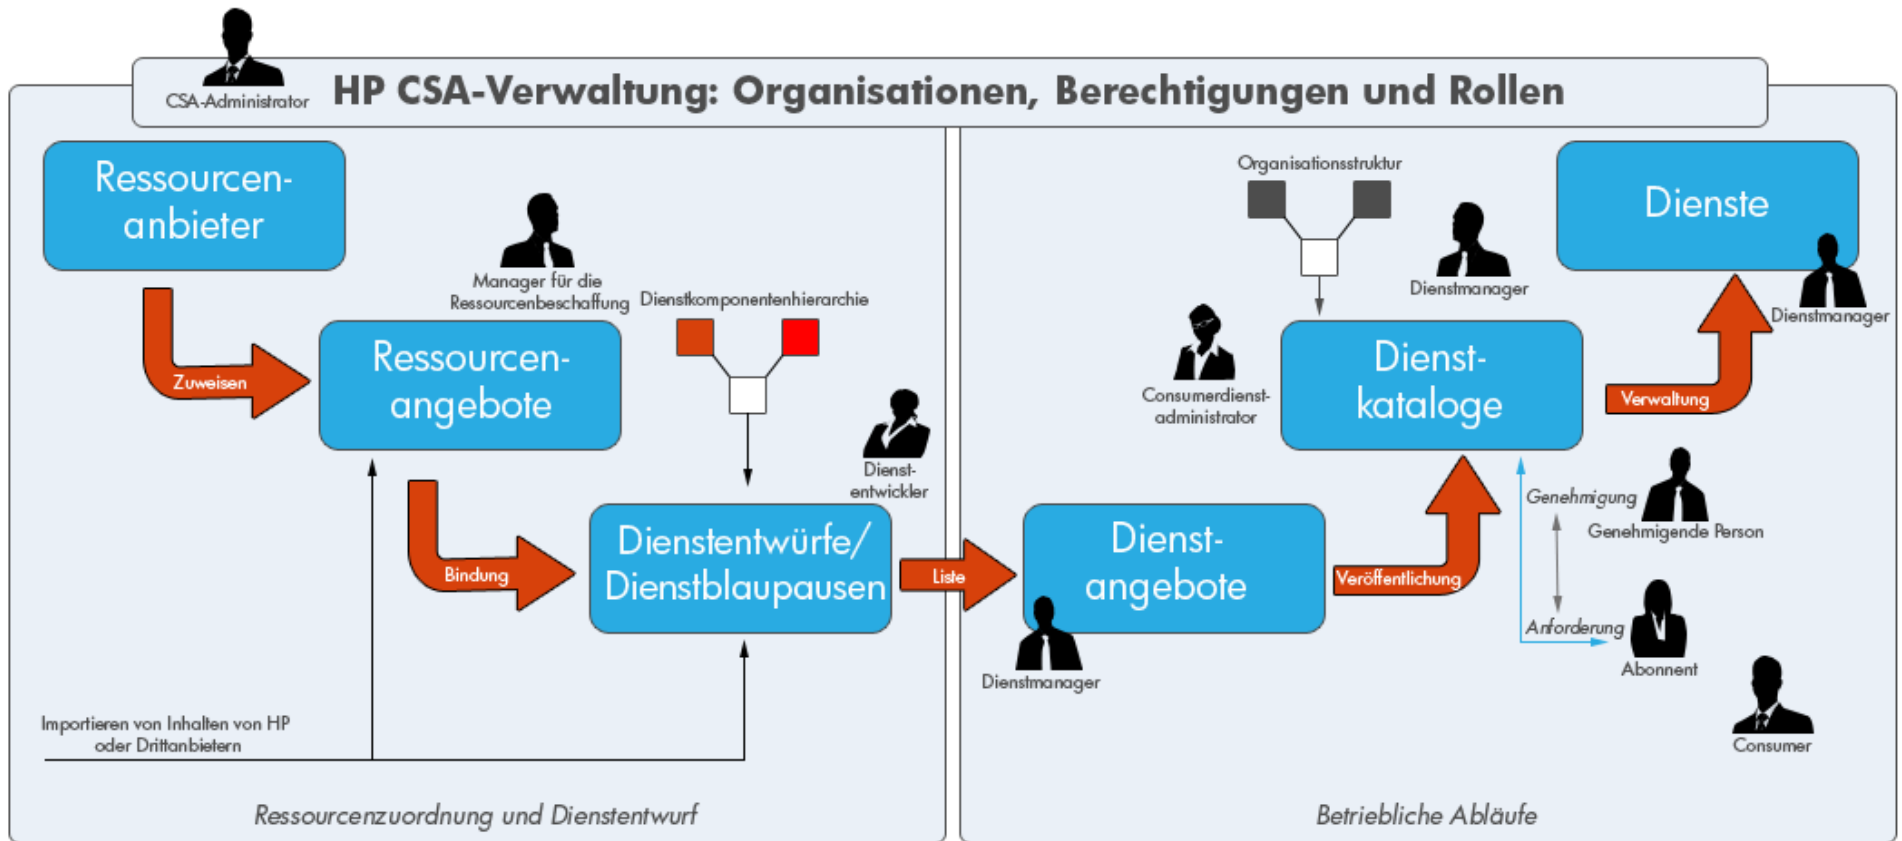 CSA-Administrator
HP CSA-Verwaltung: Organisationen, Berechtigungen und Rollen
Ressourcen-
anbieter
Zuweisen
Manager für die
Ressourcenbeschaffung
Ressourcen-
angebote
Dienstkomponentenhierarchie
Dienst-
entwickler
Bindung
Dienstentwürfe/
Dienstblaupausen
Liste
Importieren von Inhalten von HP
oder Drittanbietern
Ressourcenzuordnung und Dienstentwurf
Organisationsstruktur
Dienstmanager
Dienste
Dienstmanager
Consumerdienst-
administrator
Dienst-
kataloge
Verwaltung
Dienst-
angebote
Dienstmanager
Veröffentlichung
Genehmigung
Genehmigende Person
Anforderung
Abonnent
Consumer
Betriebliche Abläufe